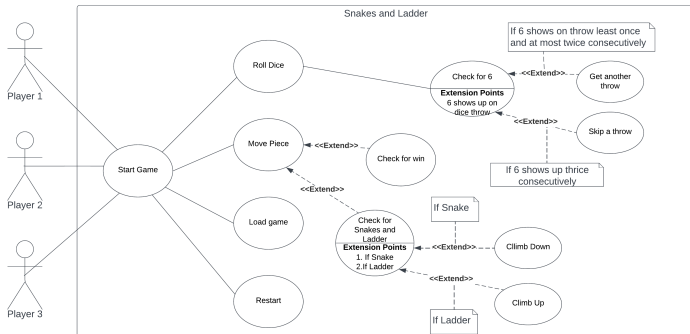 Snakes and Ladder
If 6 shows on throw least once
and at most twice consecutively
Roll Dice
Check for 6
Extension Points
6 shows up on
dice throw
<<Extend>>
Get another
throw
Player 1
<<Extend>>
Skip a throw
Move Piece
<<Extend>>
Check for win
If 6 shows up thrice
consecutively
Start Game
<<Extend>>
Player 2
If Snake
Load game
Check for
Snakes and
Ladder
Extension Points
1. If Snake
2.If Ladder
<<Extend>>
Cllimb Down
<<Extend>>
Restart
Climb Up
Player 3
If Ladder